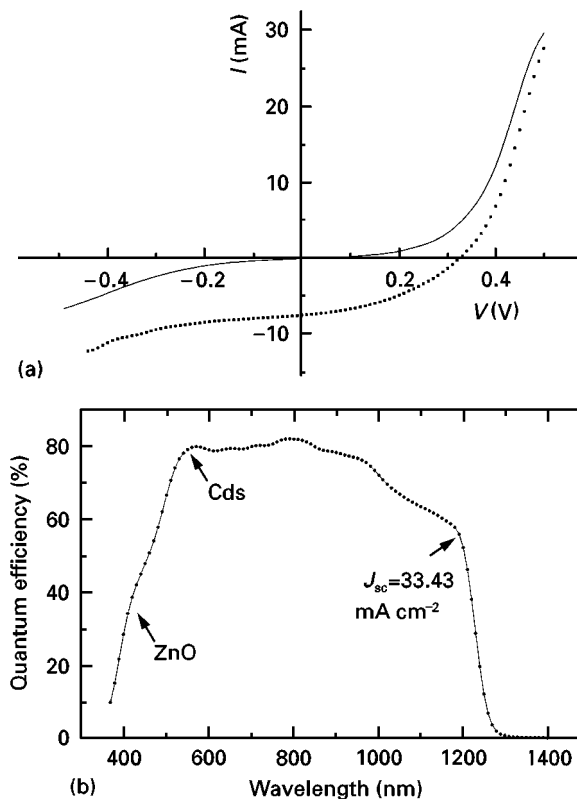 30
20
10
I (mA)
−0.4 −0.2 0.2 0.4
V(V)
−10
(a)
80
60
40
20
0
Quantum efficiency (%)
Cds
ZnO
Jsc=33.43
mA cm−2
400 600 800 1000 1200 1400
(b) Wavelength (nm)